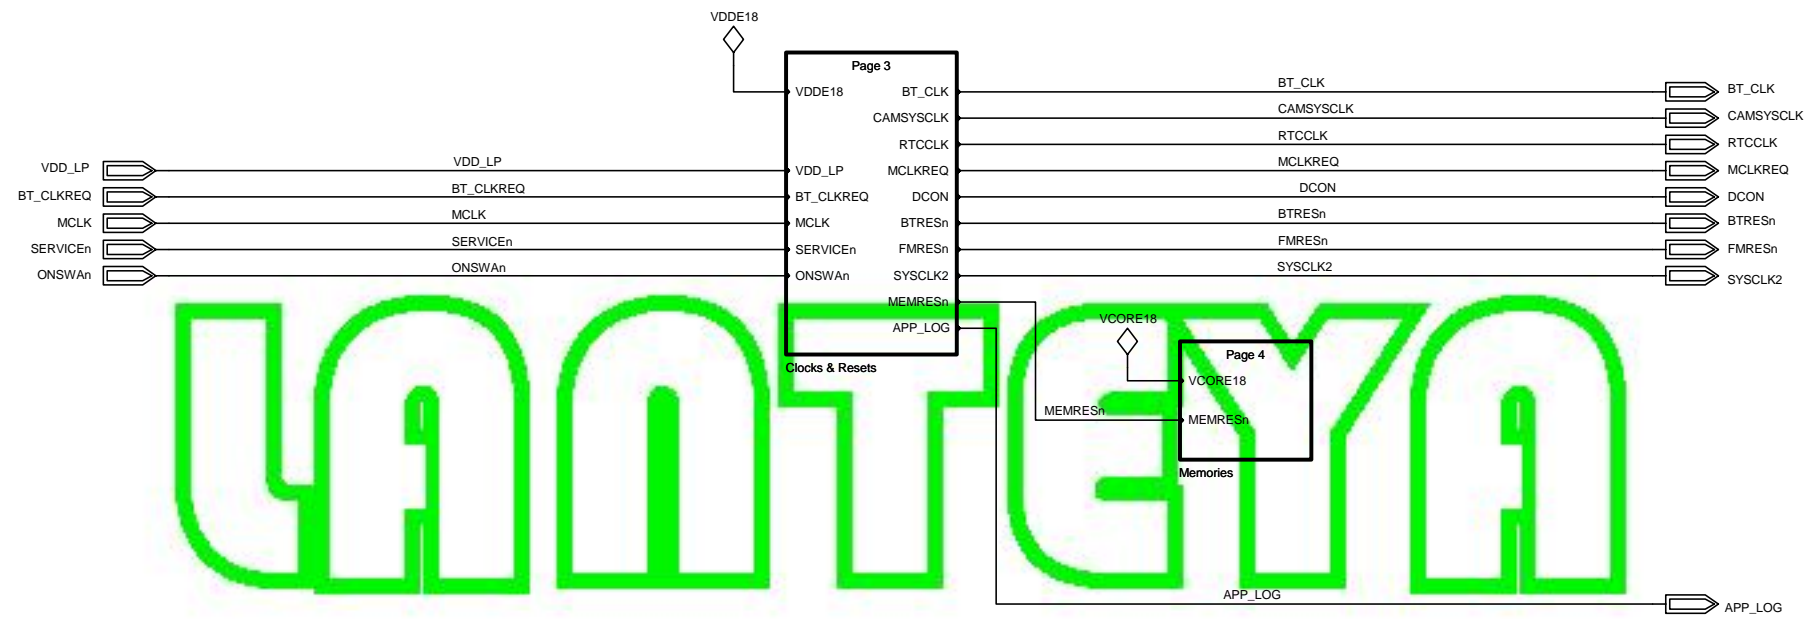 VDDE18
Page 3
VDDE18 BT_CLK BT_CLK BT_CLK
CAMSYSCLK CAMSYSCLK CAMSYSCLK
RTCCLK RTCCLK RTCCLK
VDD_LP VDD_LP VDD_LP MCLKREQ MCLKREQ MCLKREQ
BT_CLKREQ BT_CLKREQ BT_CLKREQ DCON DCON DCON
MCLK MCLK MCLK BTRESn BTRESn BTRESn
SERVICEn SERVICEn SERVICEn FMRESn FMRESn FMRESn
ONSWAn ONSWAn ONSWAn SYSCLK2 SYSCLK2 SYSCLK2
MEMRESn
APP_LOG VCORE18
Page 4
Clocks & Resets
VCORE18
MEMRESn MEMRESn
Memories
LANTEYA
APP_LOG APP_LOG